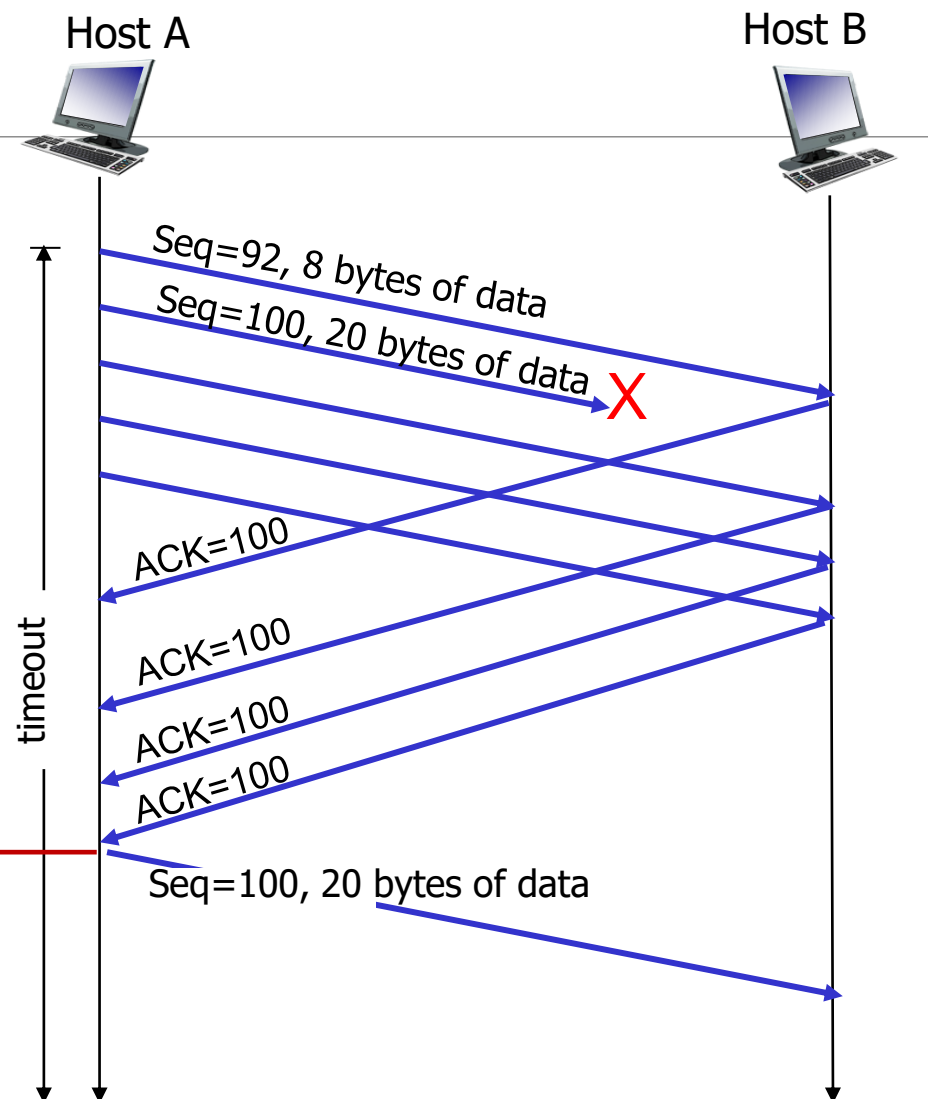 Host A
Host B
Seq=92, 8 bytes of data
Seq=100, 20 bytes of data
X
ACK=100
ACK=100
ACK=100
ACK=100
timeout
Seq=100, 20 bytes of data